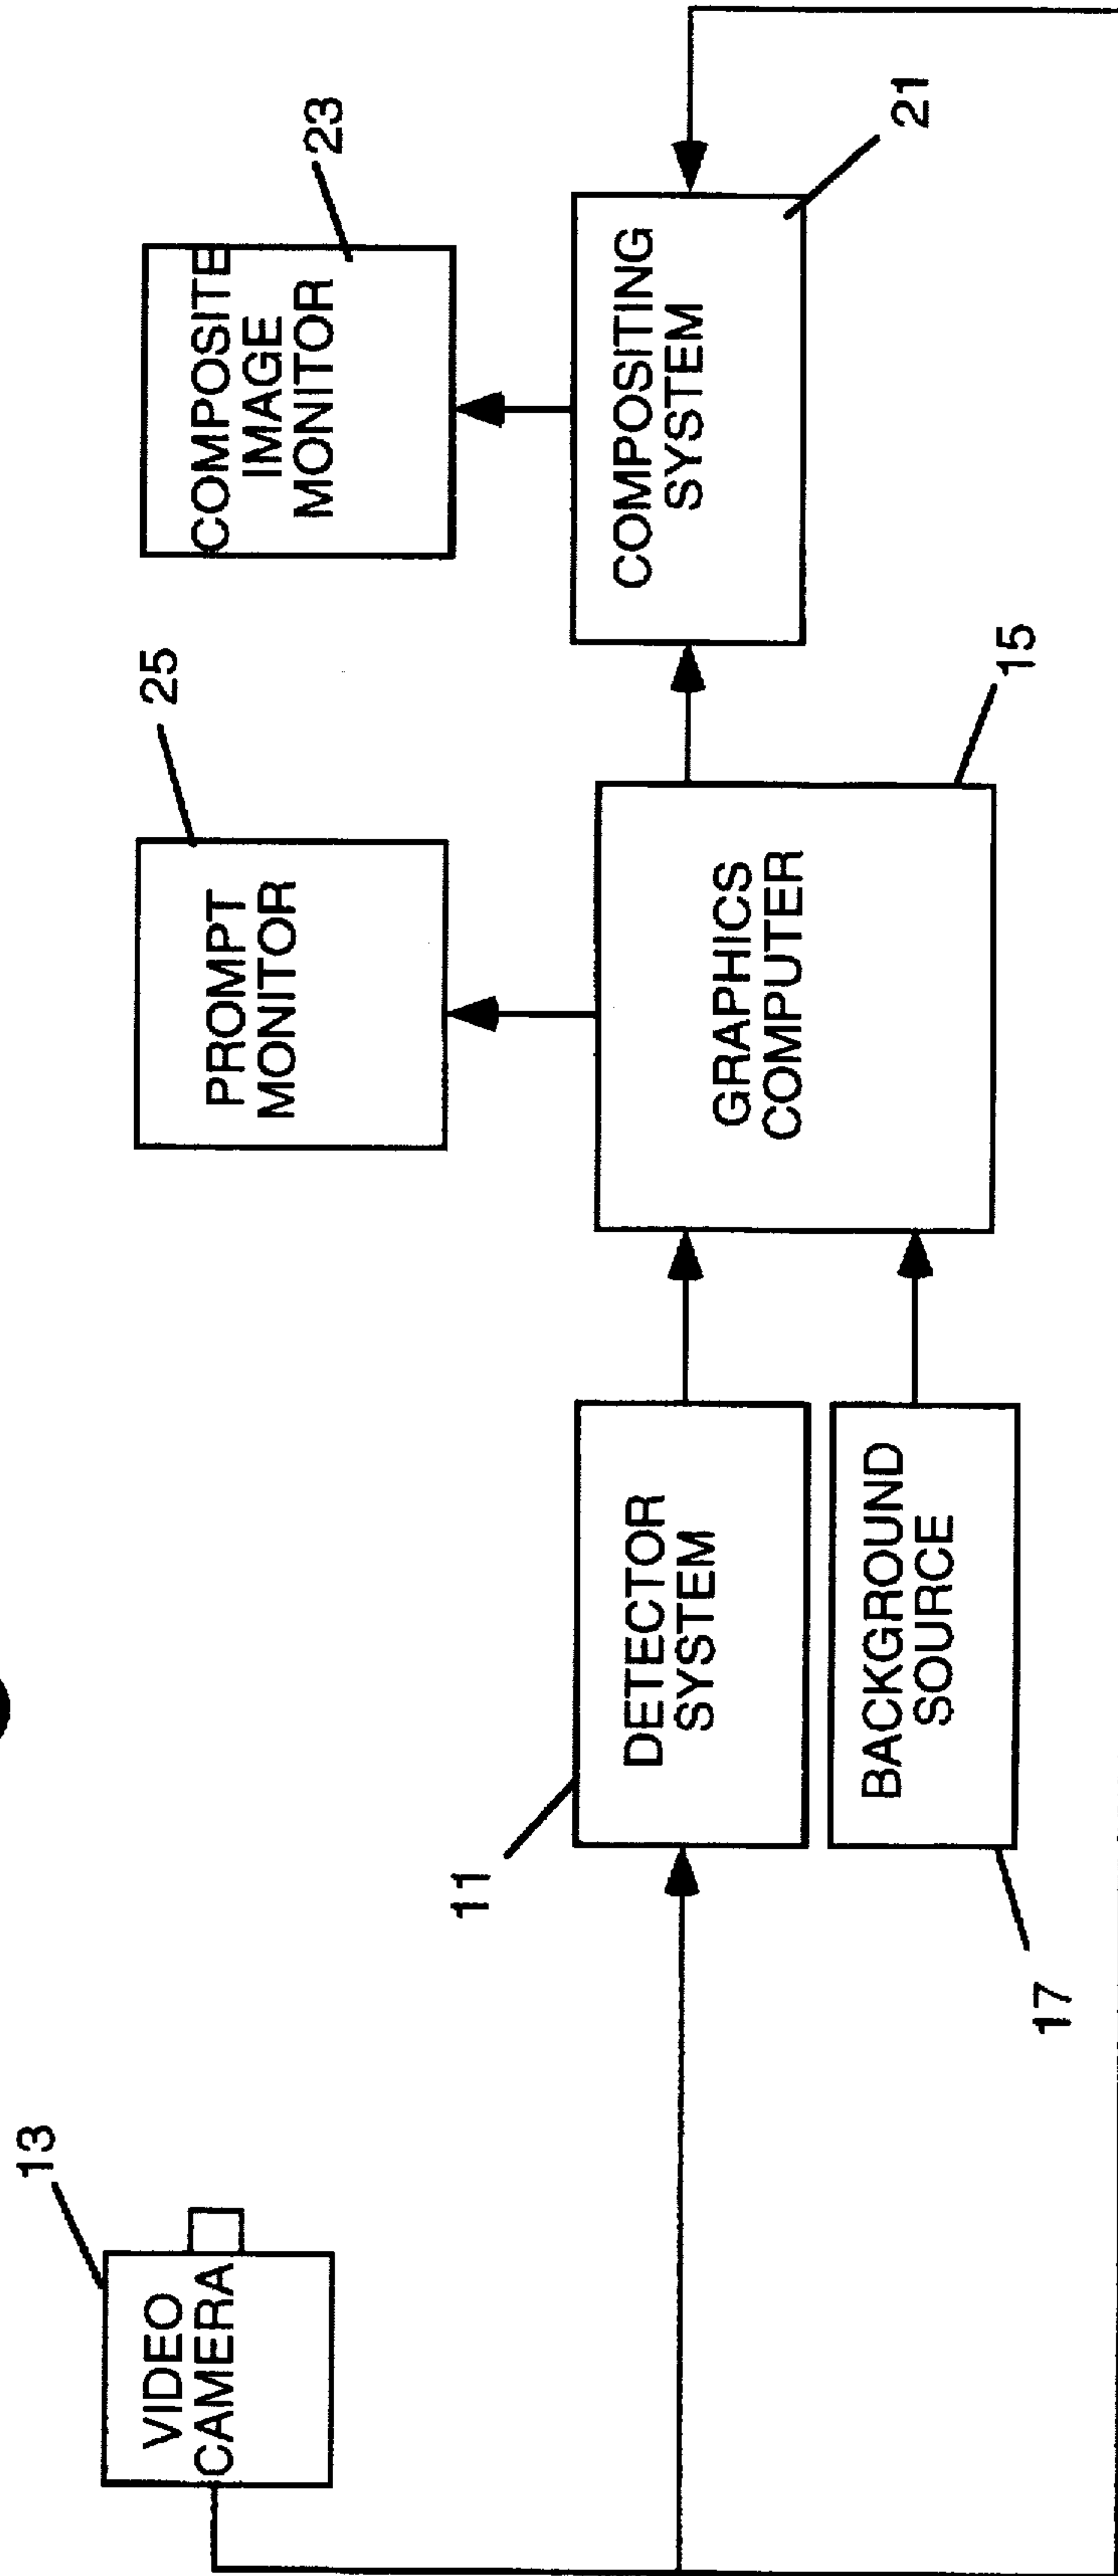 13
VIDEO
CAMERA
25
PROMPT
MONITOR
23
COMPOSITE
IMAGE
MONITOR
11
DETECTOR
SYSTEM
GRAPHICS
COMPUTER
15
COMPOSITING
SYSTEM
21
BACKGROUND
SOURCE
17